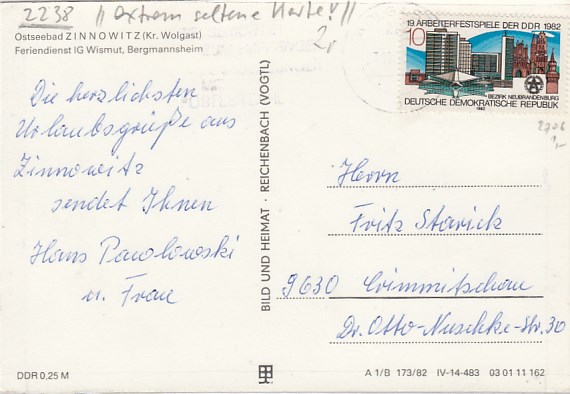 2238 "extrem seltene Karte!"
2,-
Ostseebad ZINNOWITZ (Kr. Wolgast)
Feriendienst IG Wismut, Bergmannsheim
19. ARBEITERFESTSPIELE DER DDR 1982
10
BEZIRK NEUBRANDENBURG
DEUTSCHE DEMOKRATISCHE REPUBLIK
1982
Die herzlichsten
Urlaubsgrüße aus
Zinnowitz
sendet Ihnen
Hans Pawlowski
u. Frau
BILD UND HEIMAT · REICHENBACH (VOGTL)
Herrn
Fritz Starick
9630 Crimmitschau
Dr. Otto-Nuschke-Str. 30
DDR 0,25 M
A 1/B 173/82 IV-14-483 03 01 11 162